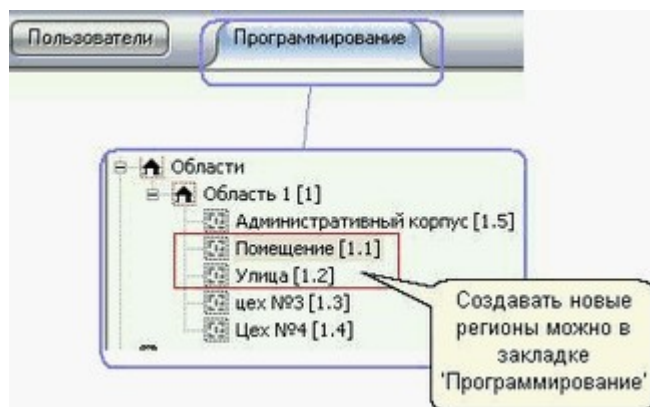 Пользователи
Программирование
Области
Область 1 [1]
Административный корпус [1.5]
Помещение [1.1]
Улица [1.2]
цех №3 [1.3]
Цех №4 [1.4]
Создавать новые
регионы можно в
закладке
'Программирование'